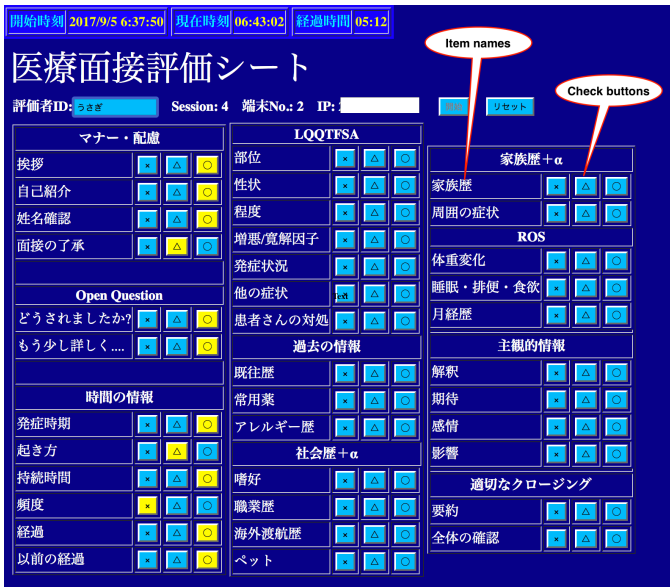 開始時刻 2017/9/5 6:37:50 現在時刻 06:43:02 経過時間 05:12
Item names
医療面接評価シート
Check buttons
評価者ID: うさぎ Session: 4 端末No.: 2 IP: リセット
マナー・配慮
挨拶 × △ ○
自己紹介 × △ ○
姓名確認 × △ ○
面接の了承 × △ ○
Open Question
どうされましたか? × △ ○
もう少し詳しく.... × △ ○
時間の情報
発症時期 × △ ○
起き方 × △ ○
持続時間 × △ ○
頻度 × △ ○
経過 × △ ○
以前の経過 × △ ○
LQQTFSA
部位 × △ ○
性状 × △ ○
程度 × △ ○
増悪/寛解因子 × △ ○
発症状況 × △ ○
他の症状 Text △ ○
患者さんの対処 × △ ○
過去の情報
既往歴 × △ ○
常用薬 × △ ○
アレルギー歴 × △ ○
社会歴+α
嗜好 × △ ○
職業歴 × △ ○
海外渡航歴 × △ ○
ペット × △ ○
家族歴+α
家族歴 × △ ○
周囲の症状 × △ ○
ROS
体重変化 × △ ○
睡眠・排便・食欲 × △ ○
月経歴 × △ ○
主観的情報
解釈 × △ ○
期待 × △ ○
感情 × △ ○
影響 × △ ○
適切なクロージング
要約 × △ ○
全体の確認 × △ ○